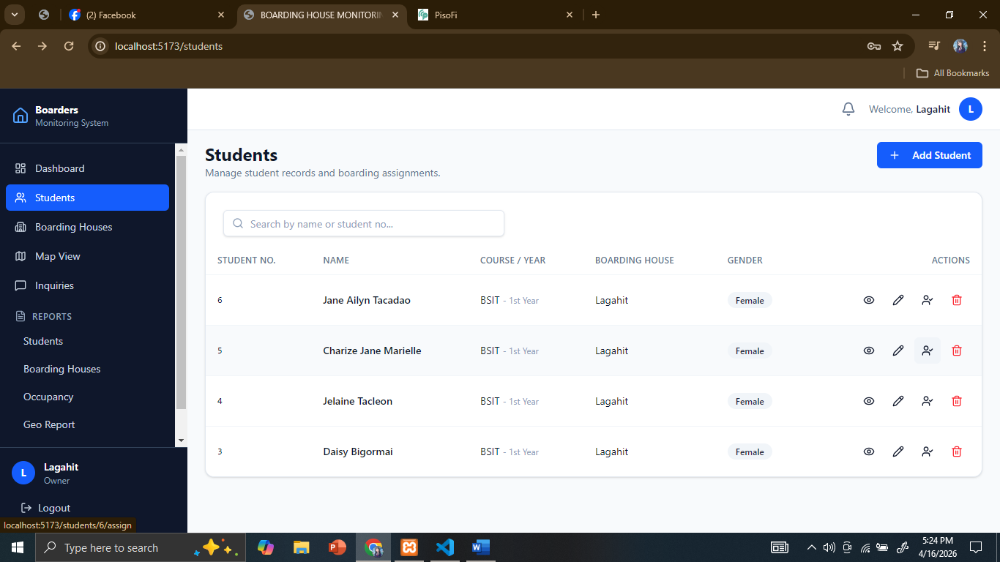 (2) Facebook
BOARDING HOUSE MONITORIN
PisoFi
localhost:5173/students
All Bookmarks
Boarders
Monitoring System
Welcome, Lagahit
L
Dashboard
Students
Boarding Houses
Map View
Inquiries
REPORTS
Students
Boarding Houses
Occupancy
Geo Report
L
Lagahit
Owner
Logout
localhost:5173/students/6/assign
Students
Manage student records and boarding assignments.
Add Student
Search by name or student no...
STUDENT NO. NAME COURSE / YEAR BOARDING HOUSE GENDER ACTIONS
6 Jane Ailyn Tacadao BSIT - 1st Year Lagahit Female
5 Charize Jane Marielle BSIT - 1st Year Lagahit Female
4 Jelaine Tacleon BSIT - 1st Year Lagahit Female
3 Daisy Bigormai BSIT - 1st Year Lagahit Female
Type here to search
5:24 PM
4/16/2026